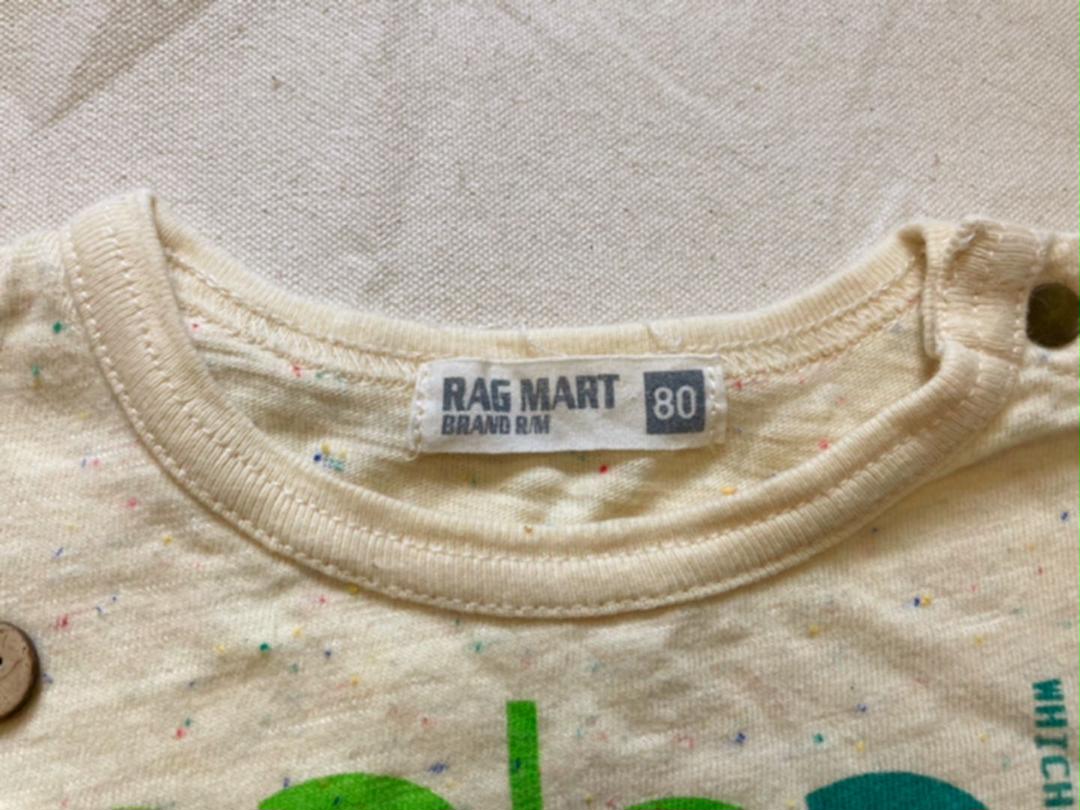 RAG MART
BRAND R/M
80
WHICH